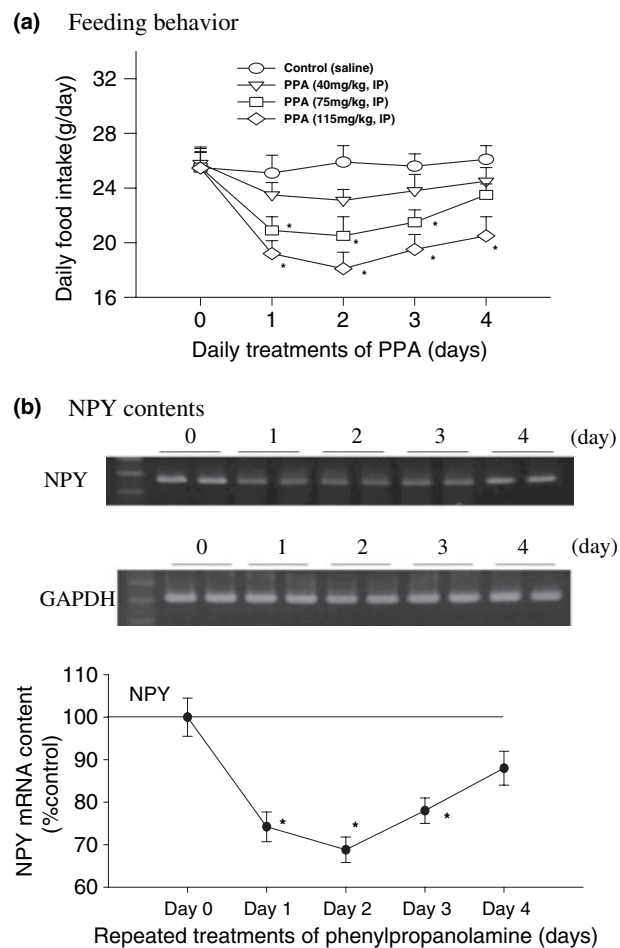 (a) Feeding behavior
Daily food intake(g/day)
32
28
24
20
16
Control (saline)
PPA (40mg/kg, IP)
PPA (75mg/kg, IP)
PPA (115mg/kg, IP)
* * * *
* * *
0 1 2 3 4
Daily treatments of PPA (days)
(b) NPY contents
0 1 2 3 4 (day)
NPY
0 1 2 3 4 (day)
GAPDH
NPY mRNA content
(%control)
110
100
90
80
70
60
NPY
* * *
Day 0 Day 1 Day 2 Day 3 Day 4
Repeated treatments of phenylpropanolamine (days)